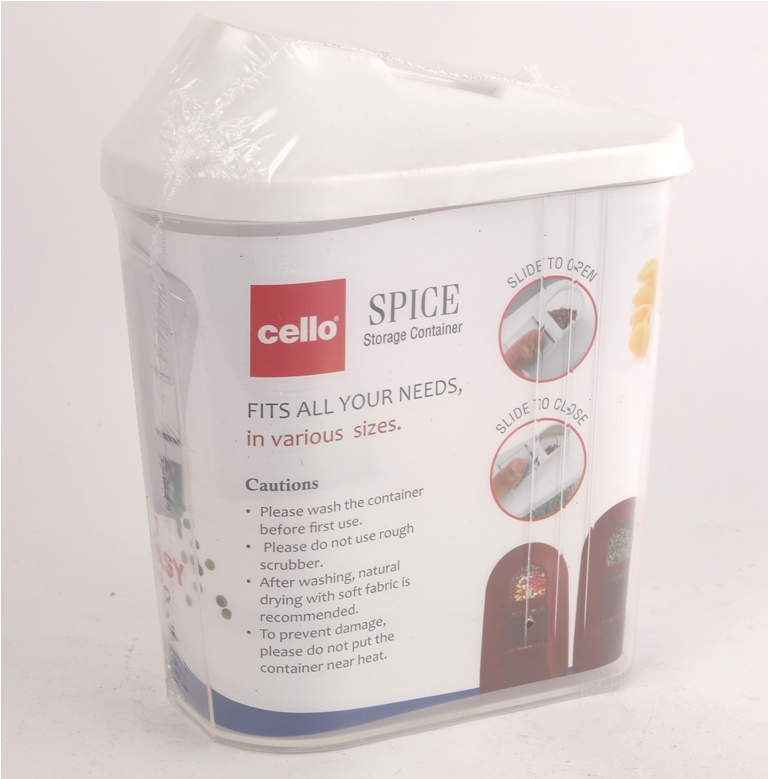 cello®
SPICE
Storage Container
SLIDE TO OPEN
FITS ALL YOUR NEEDS,
in various sizes.
SLIDE TO CLOSE
Cautions
• Please wash the container
before first use.
• Please do not use rough
scrubber.
• After washing, natural
drying with soft fabric is
recommended.
• To prevent damage,
please do not put the
container near heat.